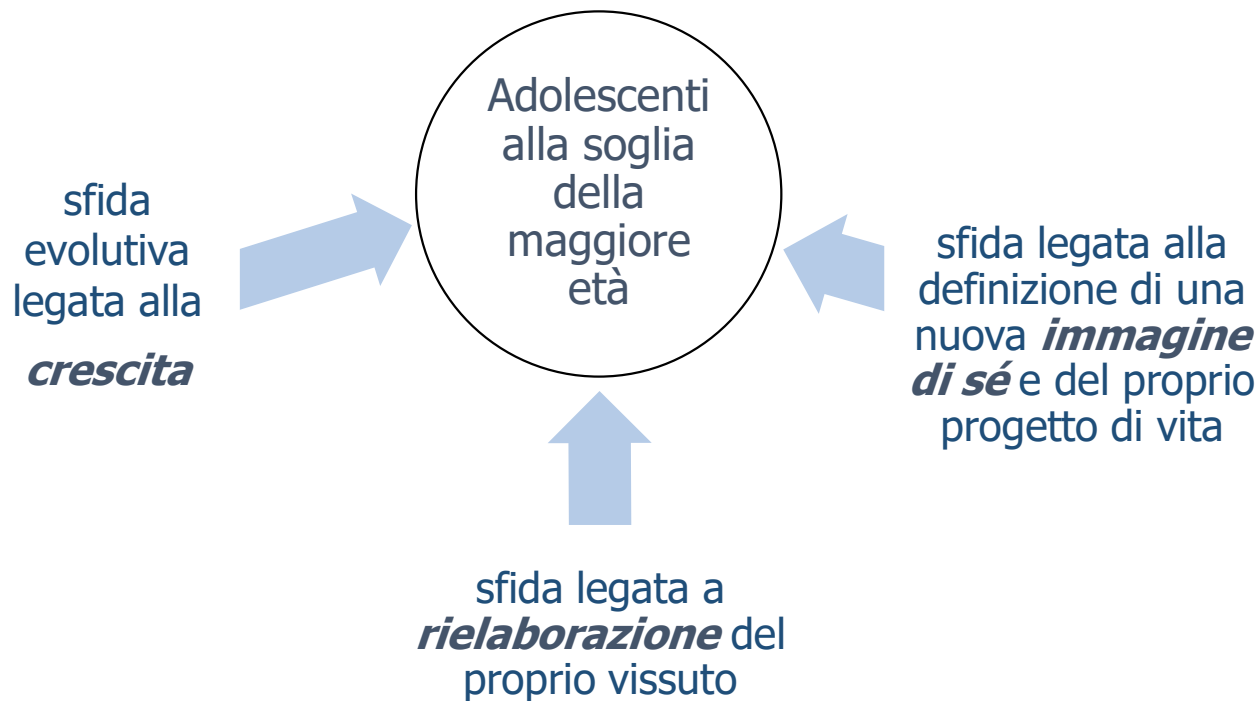 Adolescenti
alla soglia
della
maggiore
età
sfida
evolutiva
legata alla
crescita
sfida legata alla
definizione di una
nuova immagine
di sé e del proprio
progetto di vita
sfida legata a
rielaborazione del
proprio vissuto